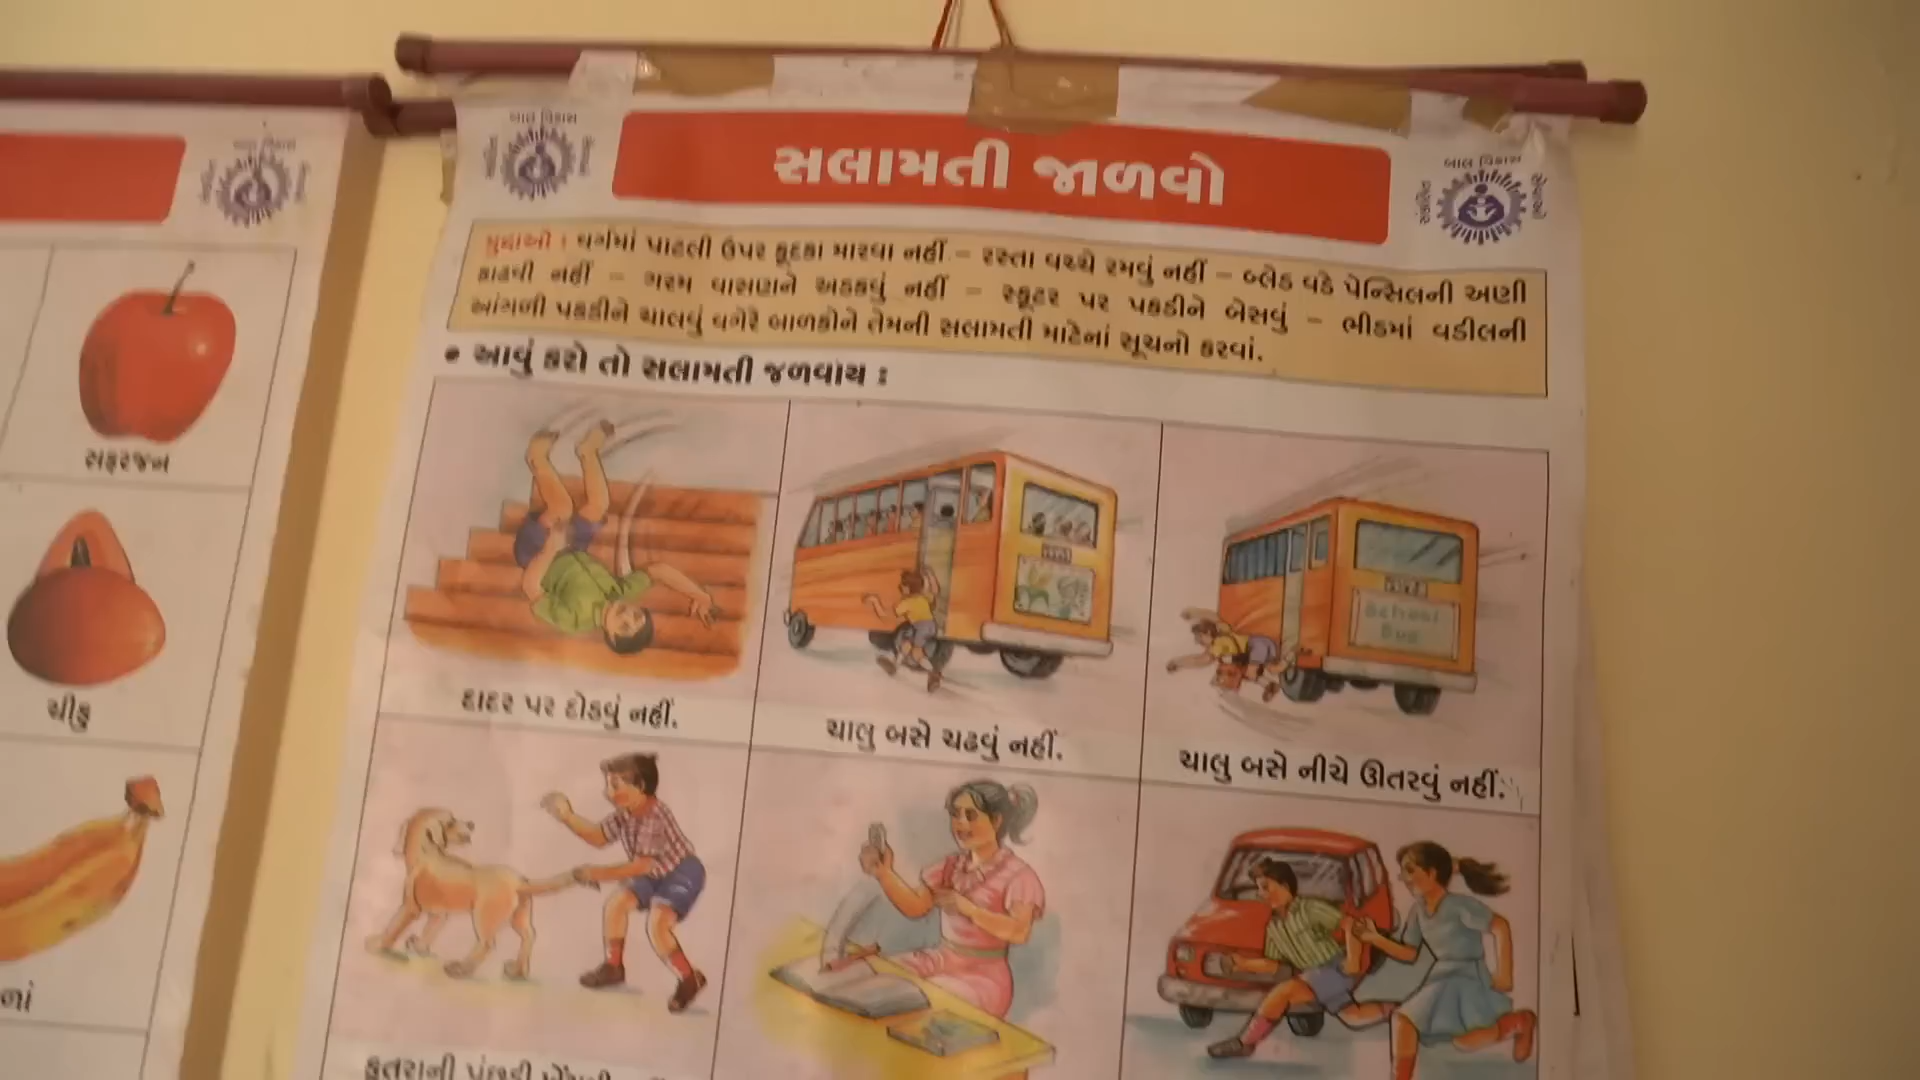 બાલ વિકાસ
સલામતી જાળવો
બાલ વિકાસ
મુદ્દાઓ : વર્ગમાં પાટલી ઉપર કૂદકા મારવા નહીં – રસ્તા વચ્ચે રમવું નહીં – બ્લેડ વડે પેન્સિલની અણી
કાઢવી નહીં – ગરમ વાસણને અડકવું નહીં – સ્કૂટર પર પકડીને બેસવું – ભીડમાં વડીલની
આંગળી પકડીને ચાલવું વગેરે બાળકોને તેમની સલામતી માટેનાં સૂચનો કરવાં.
• આવું કરો તો સલામતી જળવાય :
School
Bus
દાદર પર દોડવું નહીં.
ચાલુ બસે ચઢવું નહીં.
ચાલુ બસે નીચે ઊતરવું નહીં.
કૂતરાની પૂંછડી
સફરજન
ચીકુ